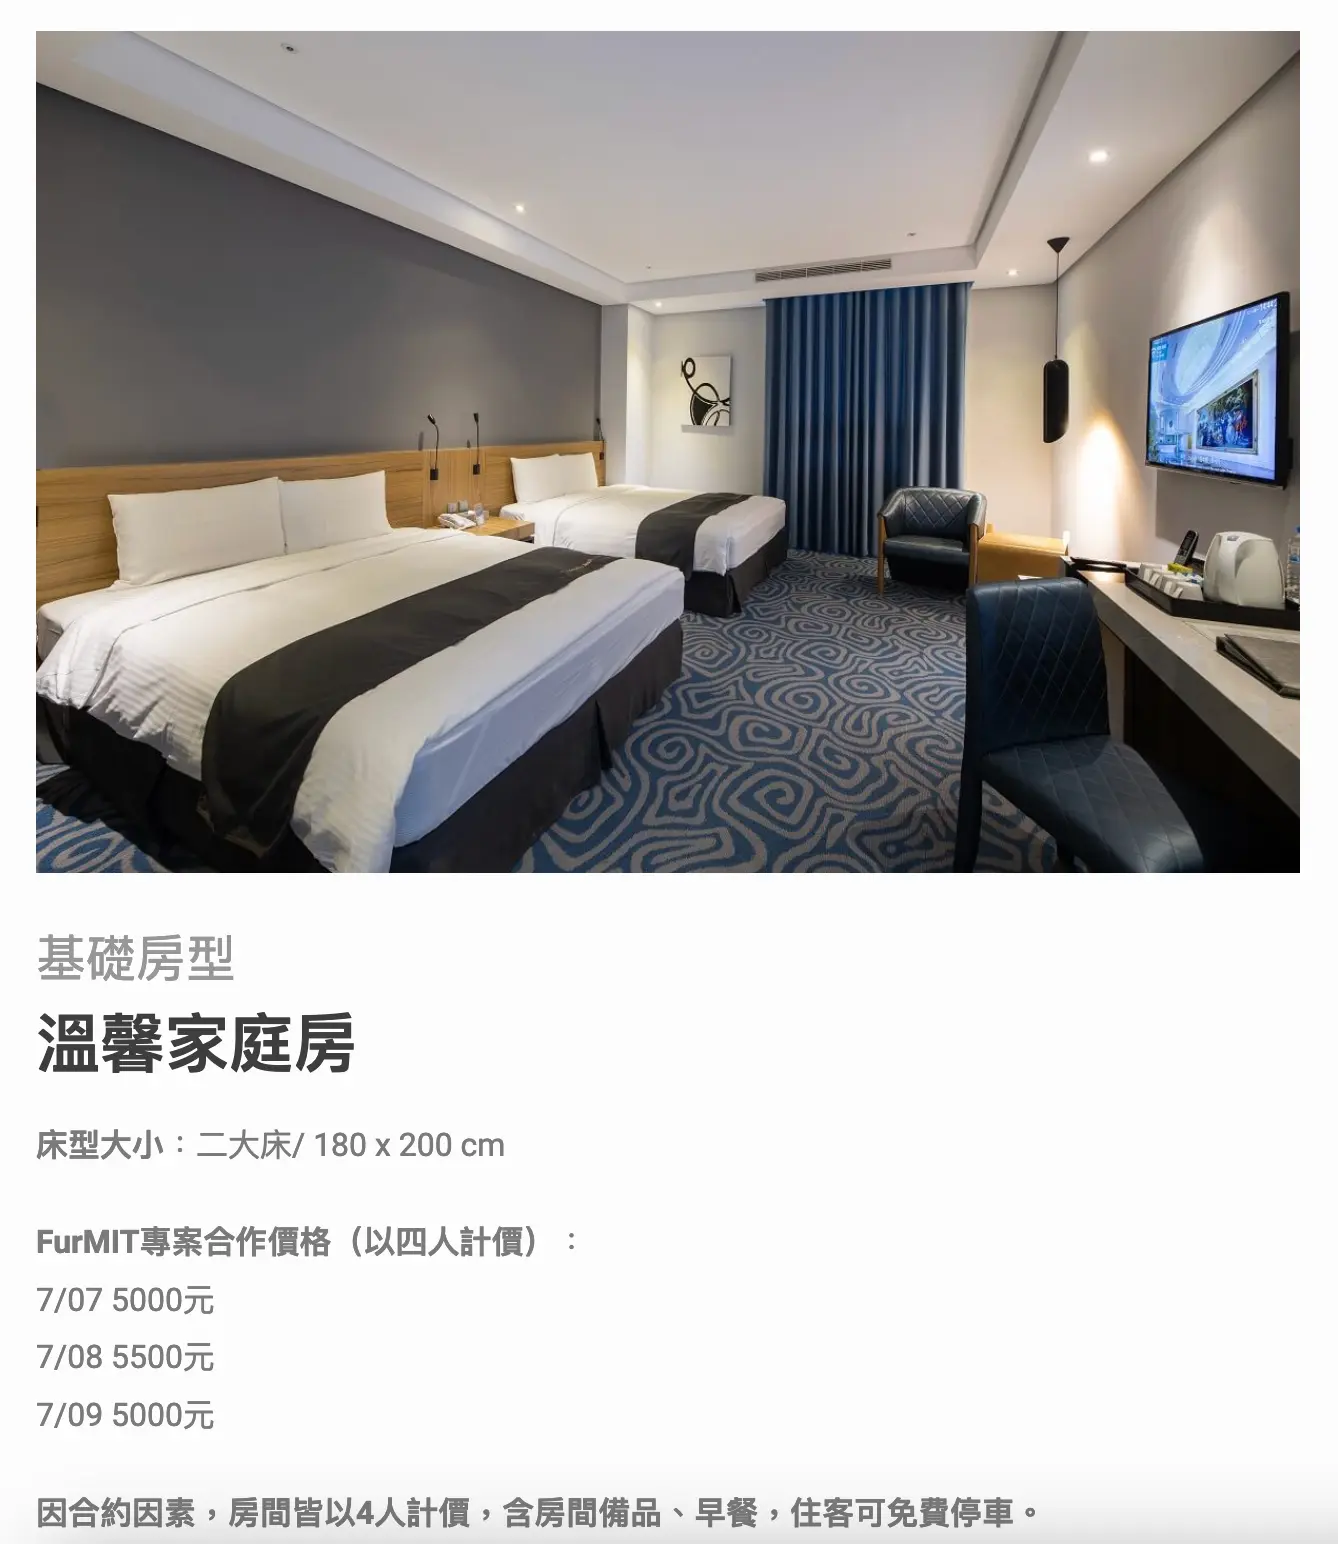 基礎房型
溫馨家庭房
床型大小：二大床/ 180 x 200 cm
FurMIT專案合作價格（以四人計價）：
7/07 5000元
7/08 5500元
7/09 5000元
因合約因素，房間皆以4人計價，含房間備品、早餐，住客可免費停車。